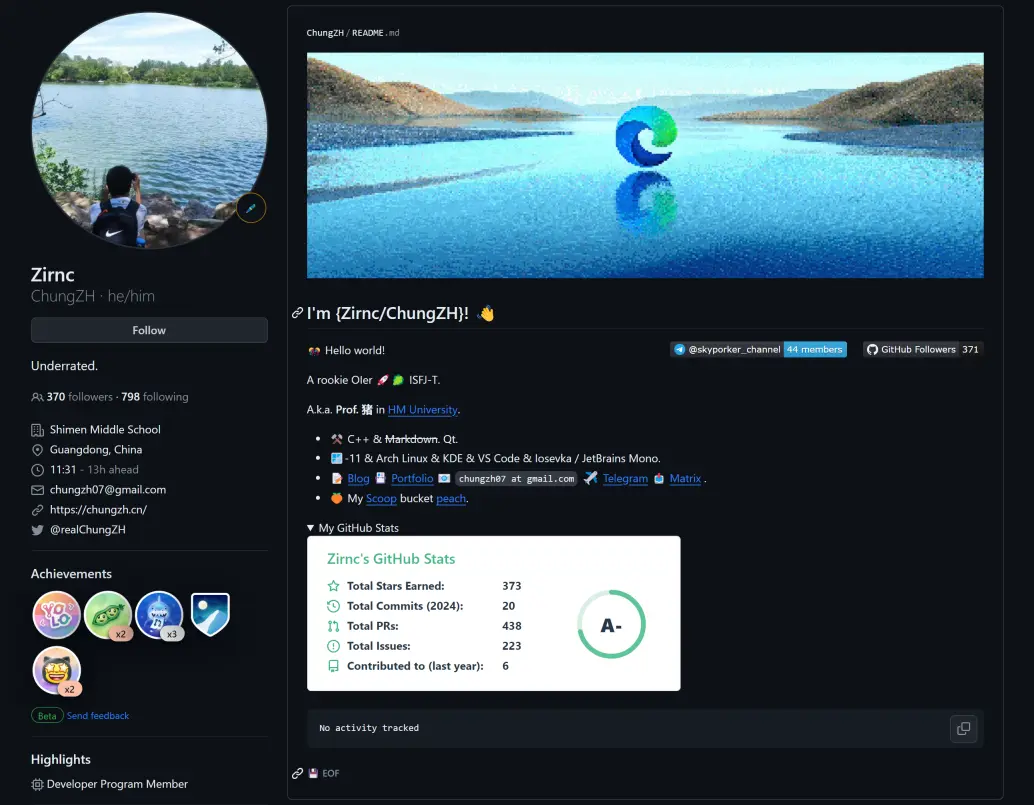 Zirnc
ChungZH · he/him
Follow
Underrated.
370 followers · 798 following
Shimen Middle School
Guangdong, China
11:31 - 13h ahead
chungzh07@gmail.com
https://chungzh.cn/
@realChungZH
Achievements
YOLO
x2
x3
x2
Beta Send feedback
Highlights
Developer Program Member
ChungZH / README.md
I'm {Zirnc/ChungZH}! 👋
Hello world!
@skyporker_channel 44 members
GitHub Followers 371
A rookie OIer 🚀 ISFJ-T.
A.k.a. Prof. 猪 in HM University.
C++ & Markdown. Qt.
-11 & Arch Linux & KDE & VS Code & Iosevka / JetBrains Mono.
Blog Portfolio chungzh07 at gmail.com Telegram Matrix .
My Scoop bucket peach.
▼ My GitHub Stats
Zirnc's GitHub Stats
Total Stars Earned: 373
Total Commits (2024): 20
Total PRs: 438
Total Issues: 223
Contributed to (last year): 6
A-
No activity tracked
EOF